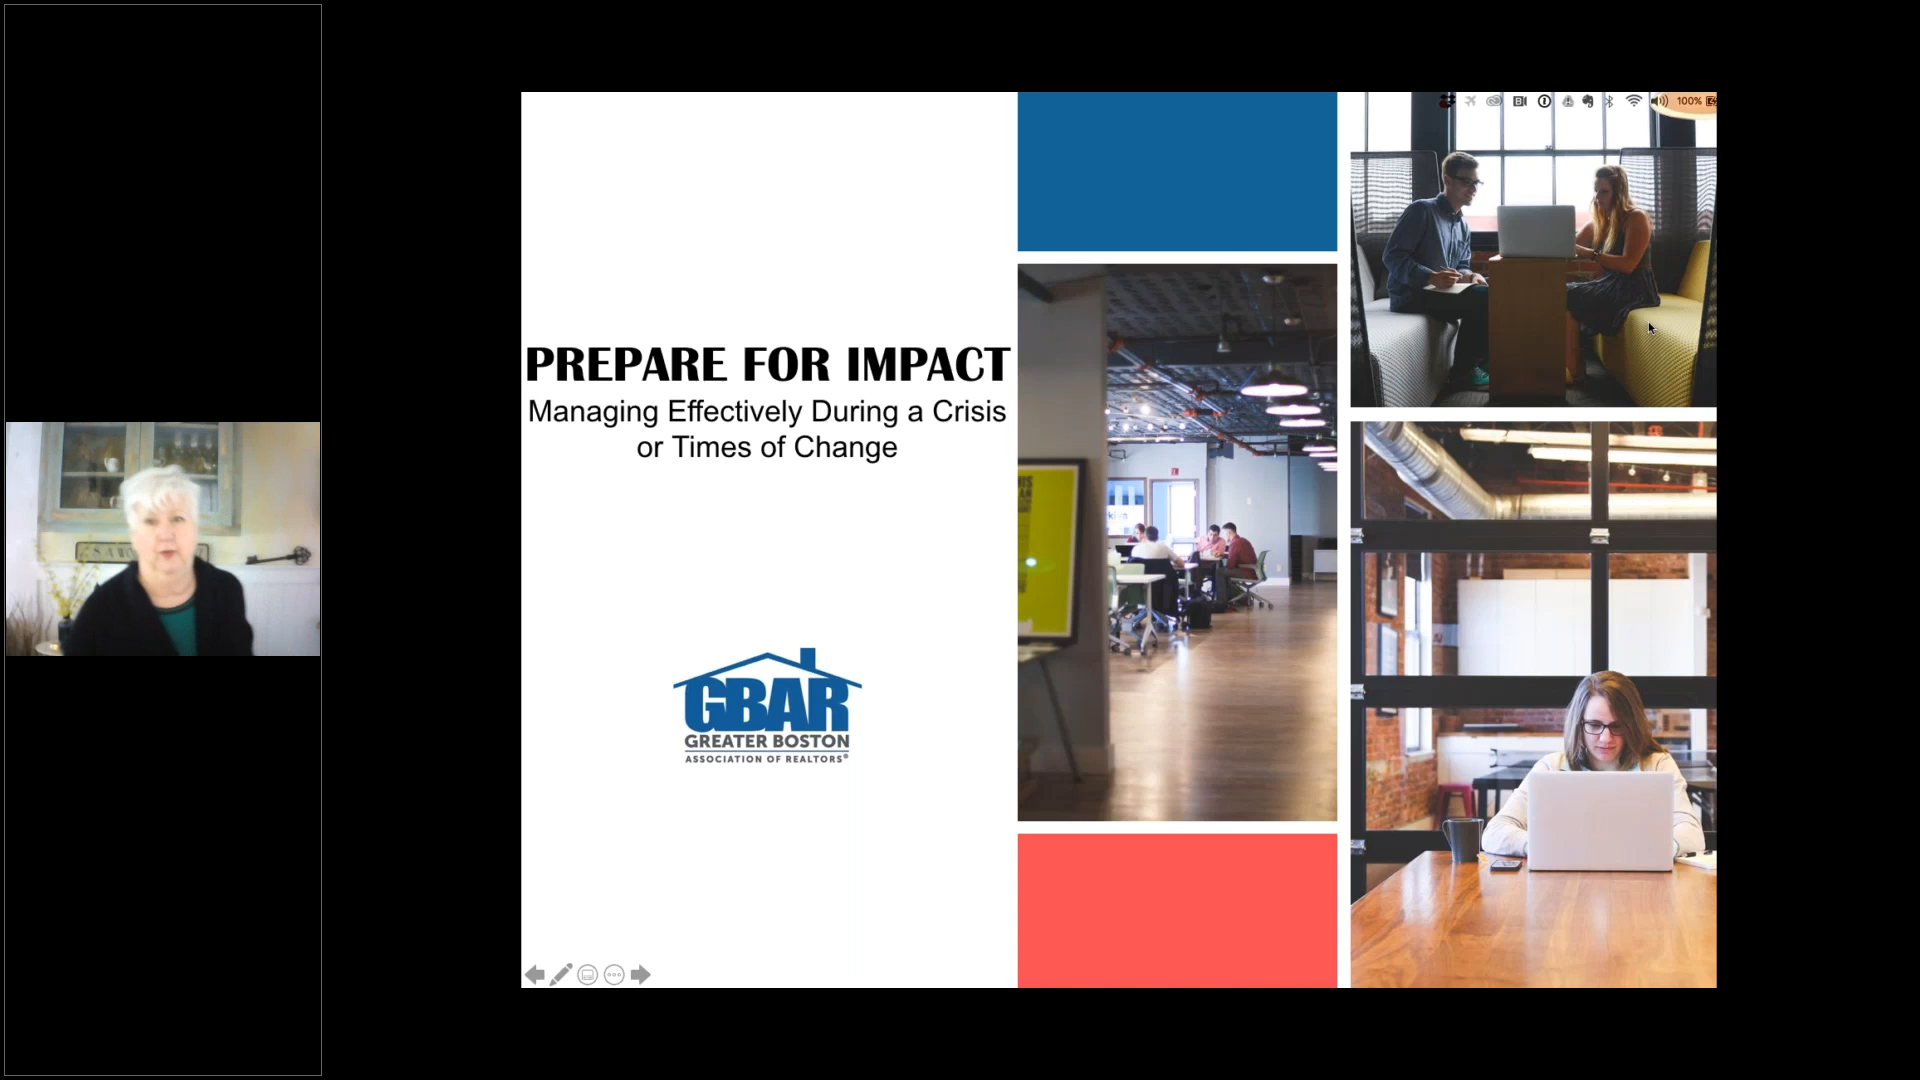 100%
PREPARE FOR IMPACT
Managing Effectively During a Crisis
or Times of Change
GBAR
GREATER BOSTON
ASSOCIATION OF REALTORS®